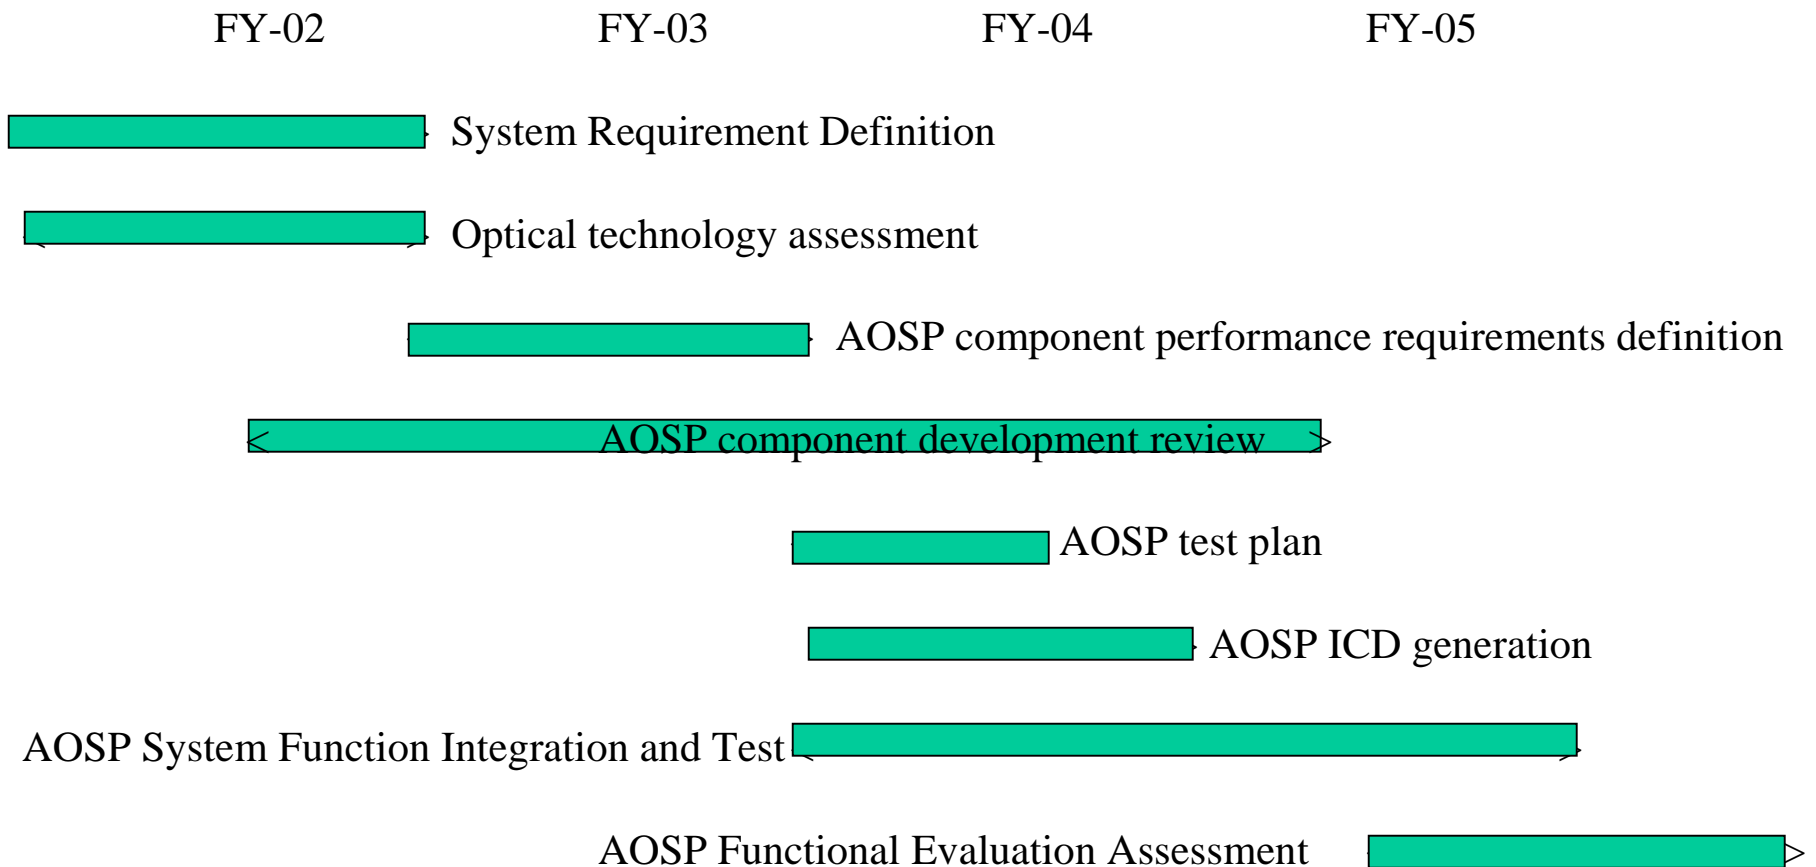 FY-02 FY-03 FY-04 FY-05
System Requirement Definition
Optical technology assessment
AOSP component performance requirements definition
AOSP component development review
AOSP test plan
AOSP ICD generation
AOSP System Function Integration and Test
AOSP Functional Evaluation Assessment